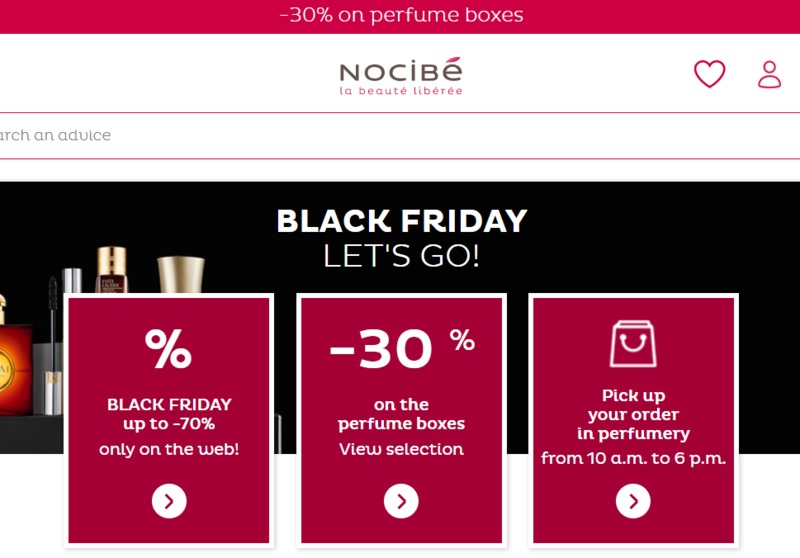 -30% on perfume boxes
NOCIBÉ
la beauté libérée
arch an advice
BLACK FRIDAY
LET'S GO!
%
BLACK FRIDAY
up to -70%
only on the web!
-30 %
on the
perfume boxes
View selection
Pick up
your order
in perfumery
from 10 a.m. to 6 p.m.